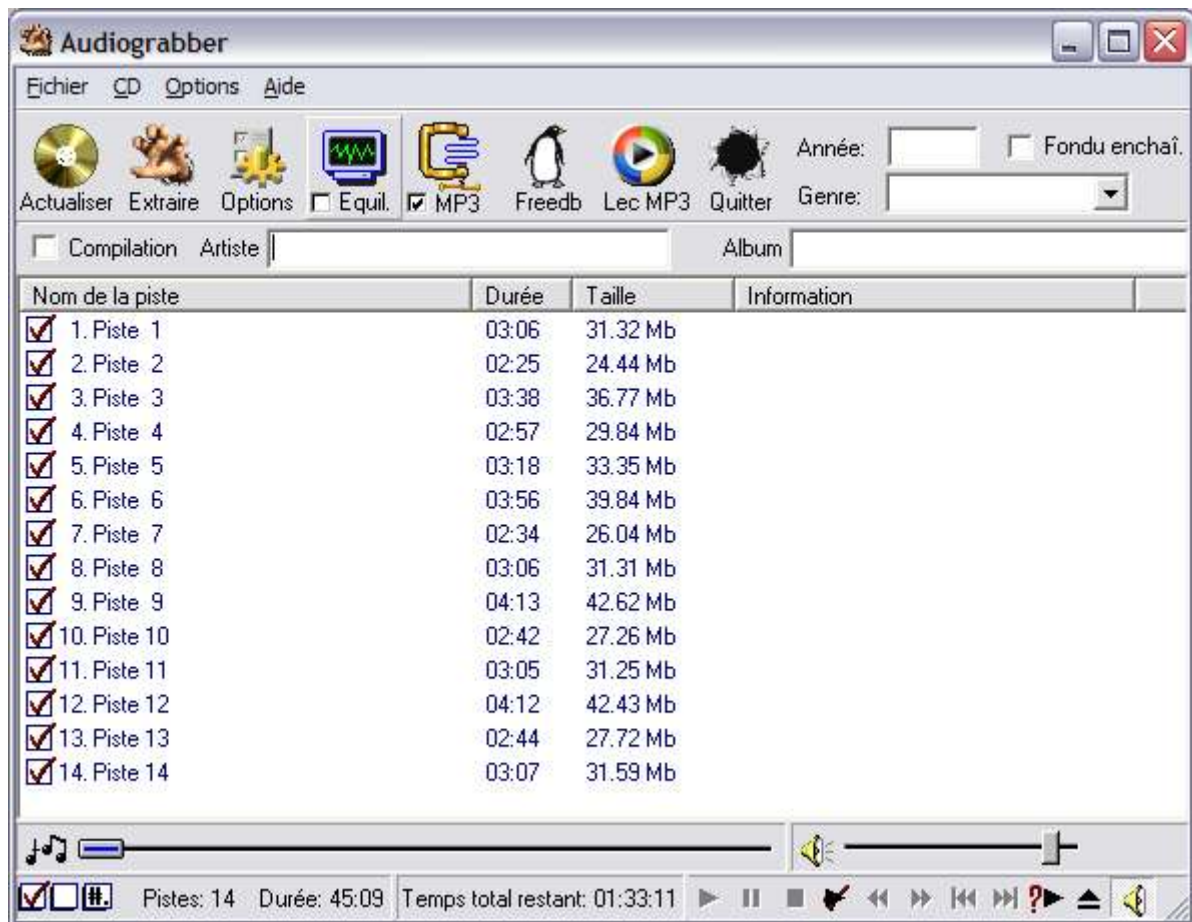 Audiograbber
Fichier CD Options Aide
Actualiser Extraire Options Equil. MP3 Freedb Lec MP3 Quitter
Année: Fondu enchaî.
Genre:
Compilation Artiste Album
Nom de la piste Durée Taille Information
1. Piste 1 03:06 31.32 Mb
2. Piste 2 02:25 24.44 Mb
3. Piste 3 03:38 36.77 Mb
4. Piste 4 02:57 29.84 Mb
5. Piste 5 03:18 33.35 Mb
6. Piste 6 03:56 39.84 Mb
7. Piste 7 02:34 26.04 Mb
8. Piste 8 03:06 31.31 Mb
9. Piste 9 04:13 42.62 Mb
10. Piste 10 02:42 27.26 Mb
11. Piste 11 03:05 31.25 Mb
12. Piste 12 04:12 42.43 Mb
13. Piste 13 02:44 27.72 Mb
14. Piste 14 03:07 31.59 Mb
#. Pistes: 14 Durée: 45:09 Temps total restant: 01:33:11 ?